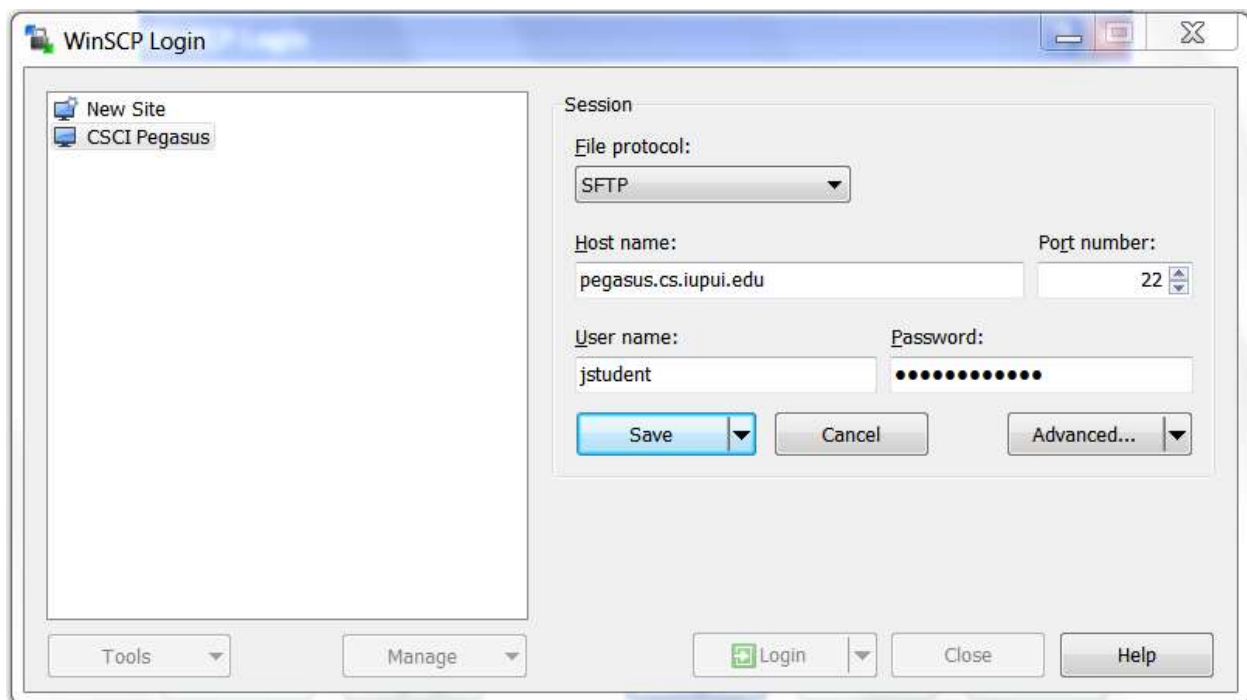 WinSCP Login
New Site
CSCI Pegasus
Session
File protocol:
SFTP
Host name:
Port number:
pegasus.cs.iupui.edu
22
User name:
Password:
jstudent
••••••••••••
Save
Cancel
Advanced...
Tools
Manage
Login
Close
Help